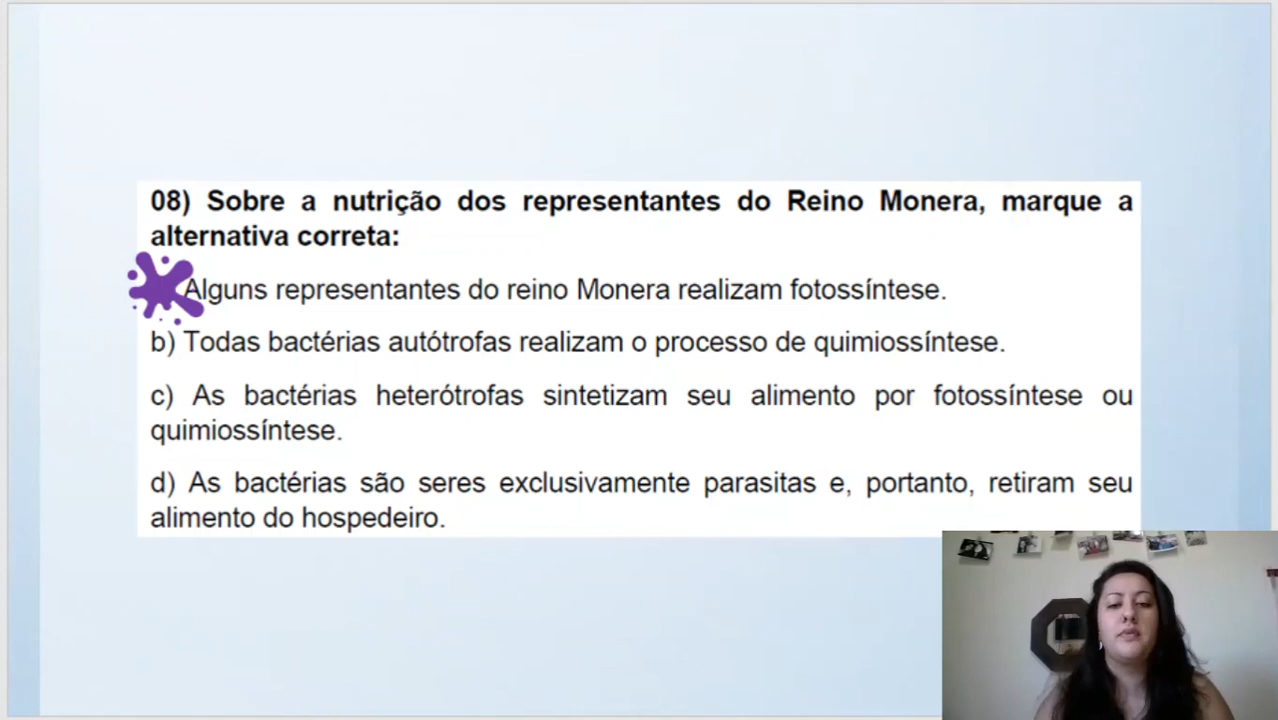 08) Sobre a nutrição dos representantes do Reino Monera, marque a
alternativa correta:
Alguns representantes do reino Monera realizam fotossíntese.
b) Todas bactérias autótrofas realizam o processo de quimiossíntese.
c) As bactérias heterótrofas sintetizam seu alimento por fotossíntese ou
quimiossíntese.
d) As bactérias são seres exclusivamente parasitas e, portanto, retiram seu
alimento do hospedeiro.